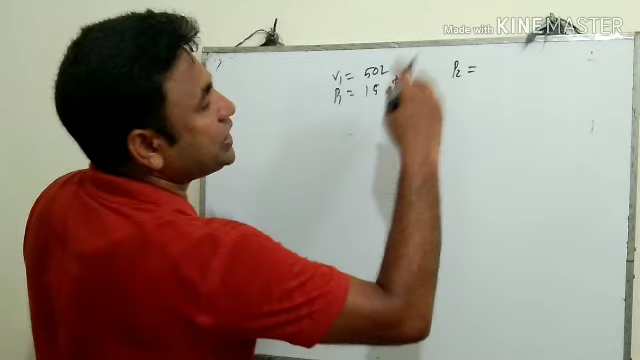 Made with KINEMASTER
V₁ = 50L P₂ =
P₁ = 15